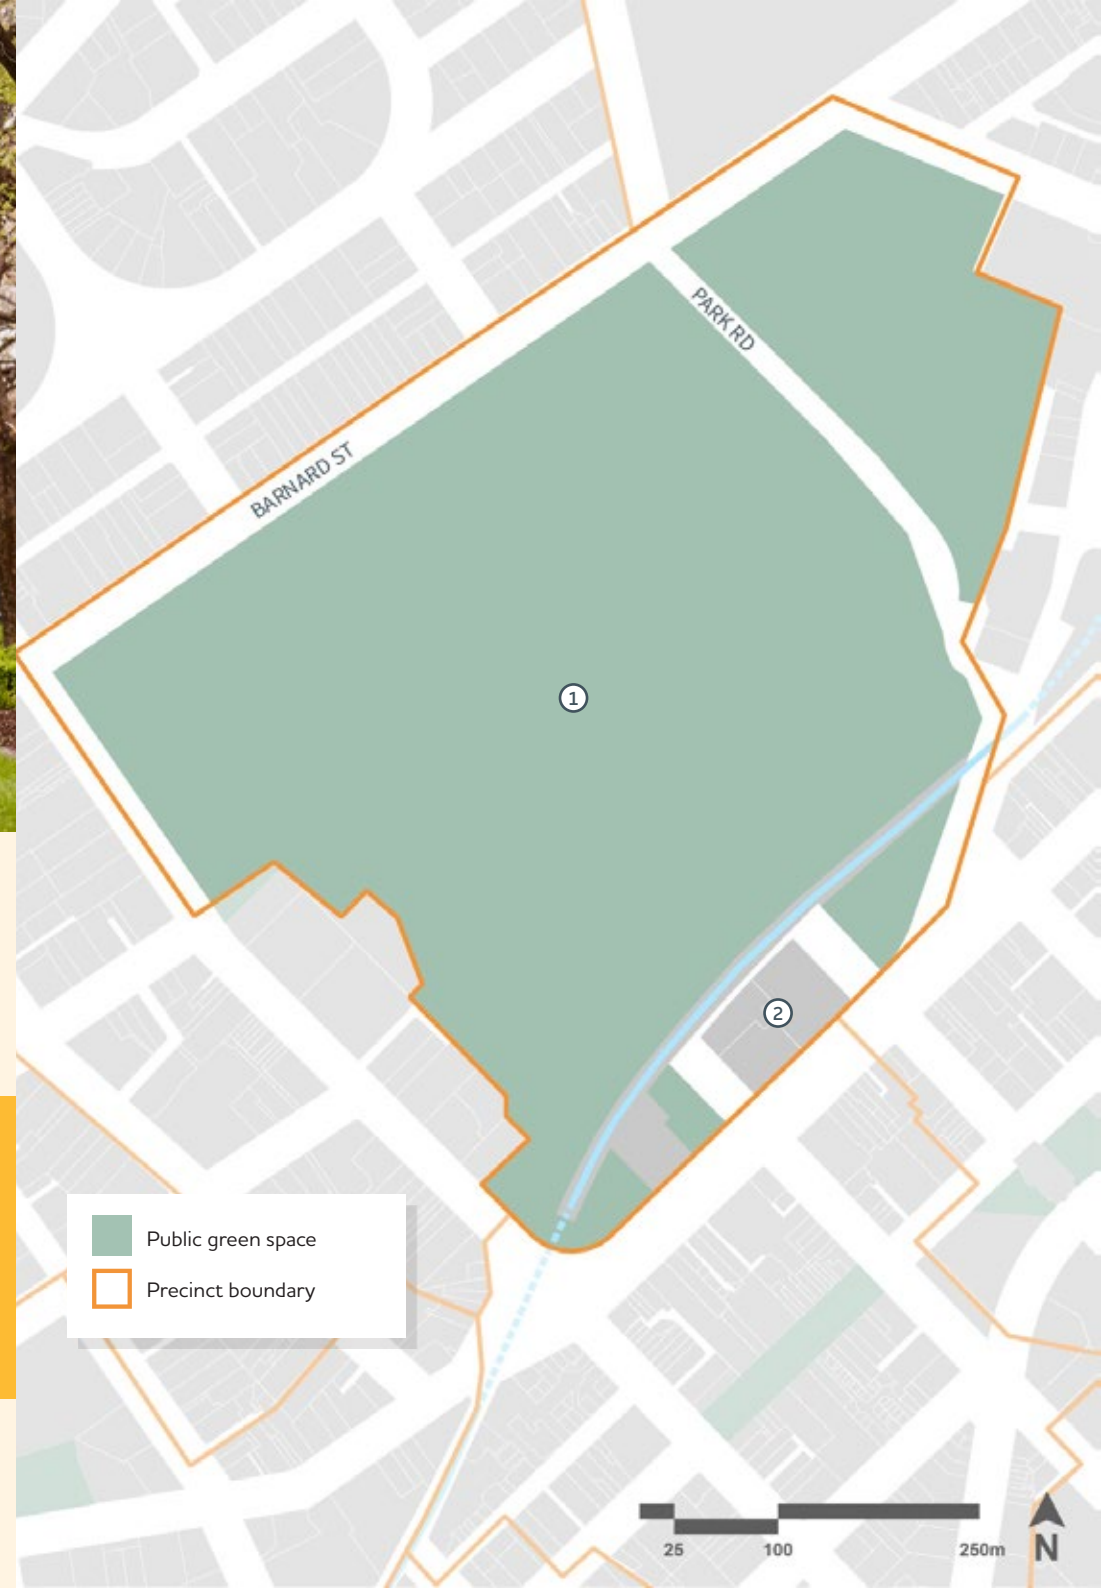 PARK RD
BARNARD ST
1
2
Public green space
Precinct boundary
25 100 250m
N